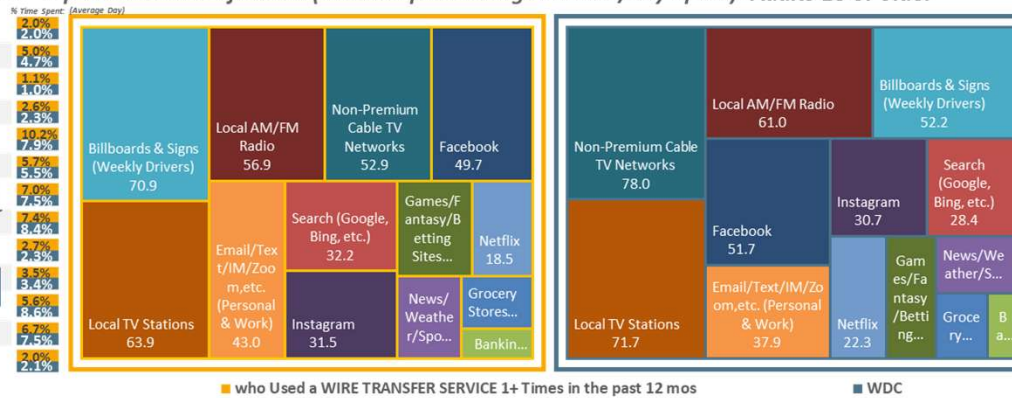 % Time Spent: (Average Day)
2.0%
2.0%
5.0%
4.7%
1.1%
1.0%
2.6%
2.3%
10.2%
7.9%
5.7%
5.5%
7.0%
7.5%
7.4%
8.4%
2.7%
2.3%
3.5%
3.4%
5.6%
8.6%
6.7%
7.5%
2.0%
2.1%
Billboards & Signs
(Weekly Drivers)
70.9
Local AM/FM
Radio
56.9
Non-Premium
Cable TV
Networks
52.9
Facebook
49.7
Local TV Stations
63.9
Email/Tex
t/IM/Zoo
m,etc.
(Personal
& Work)
43.0
Search (Google,
Bing, etc.)
32.2
Instagram
31.5
Games/F
antasy/B
etting
Sites...
Netflix
18.5
News/
Weathe
r/Spo...
Grocery
Stores...
Bankin...
Non-Premium Cable
TV Networks
78.0
Local TV Stations
71.7
Local AM/FM Radio
61.0
Billboards & Signs
(Weekly Drivers)
52.2
Facebook
51.7
Instagram
30.7
Search
(Google,
Bing, etc.)
28.4
Email/Text/IM/Zo
om,etc. (Personal
& Work)
37.9
Netflix
22.3
Gam
es/Fa
ntasy
/Betti
ng...
News/We
ather/S...
Groce
ry...
B
a...
who Used a WIRE TRANSFER SERVICE 1+ Times in the past 12 mos
WDC